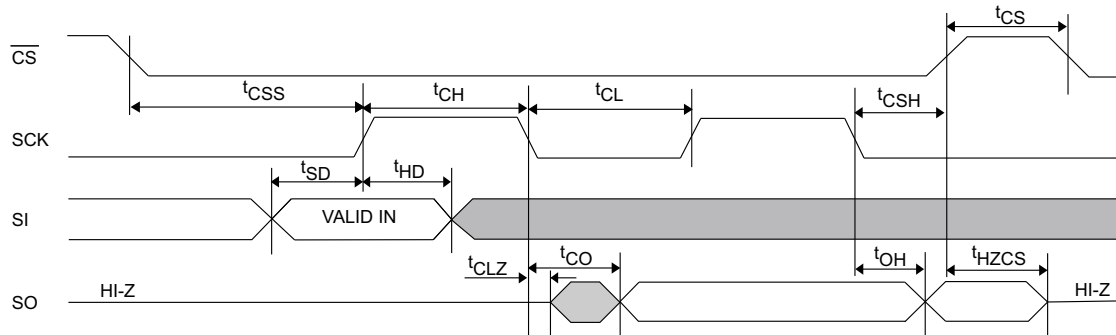 tCS
CS
tCSS
tCH
tCL
tCSH
SCK
tSD
tHD
SI
VALID IN
tCLZ
tCO
tOH
tHZCS
SO
HI-Z
HI-Z